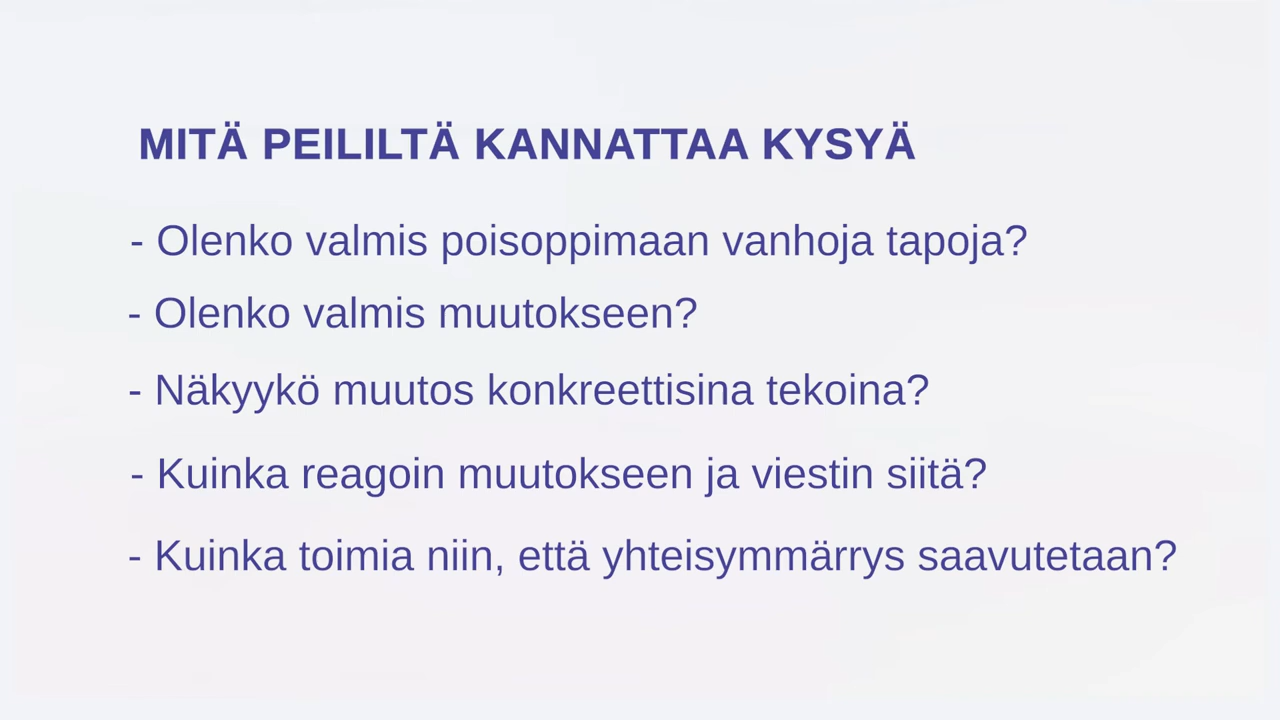 MITÄ PEILILTÄ KANNATTAA KYSYÄ
- Olenko valmis poisoppimaan vanhoja tapoja?
- Olenko valmis muutokseen?
- Näkyykö muutos konkreettisina tekoina?
- Kuinka reagoin muutokseen ja viestin siitä?
- Kuinka toimia niin, että yhteisymmärrys saavutetaan?